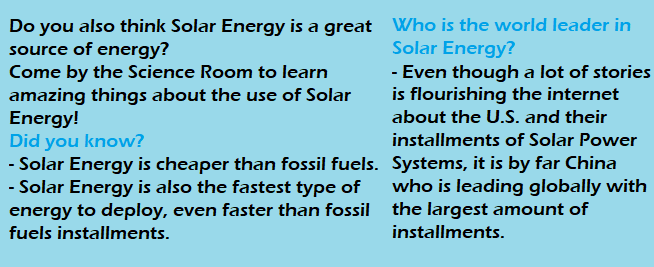 Do you also think Solar Energy is a great
source of energy?
Come by the Science Room to learn
amazing things about the use of Solar
Energy!
Did you know?
- Solar Energy is cheaper than fossil fuels.
- Solar Energy is also the fastest type of
energy to deploy, even faster than fossil
fuels installments.
Who is the world leader in
Solar Energy?
- Even though a lot of stories
is flourishing the internet
about the U.S. and their
installments of Solar Power
Systems, it is by far China
who is leading globally with
the largest amount of
installments.